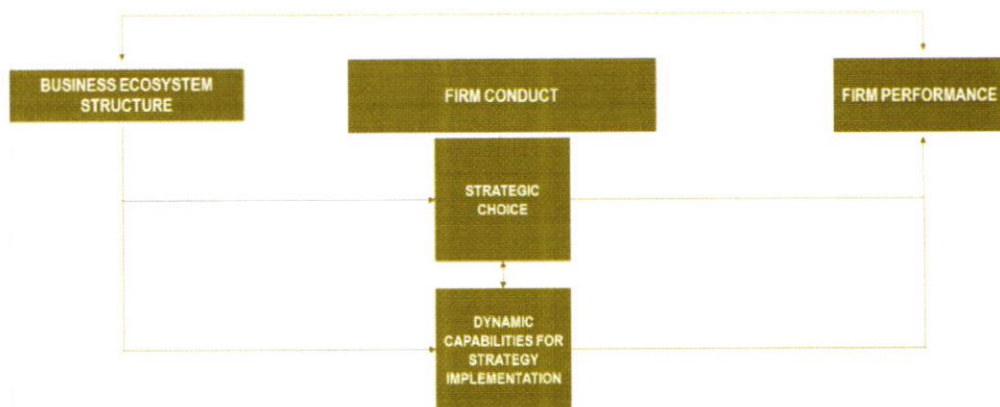 BUSINESS ECOSYSTEM
STRUCTURE
FIRM CONDUCT
FIRM PERFORMANCE
STRATEGIC
CHOICE
DYNAMIC
CAPABILITIES FOR
STRATEGY
IMPLEMENTATION